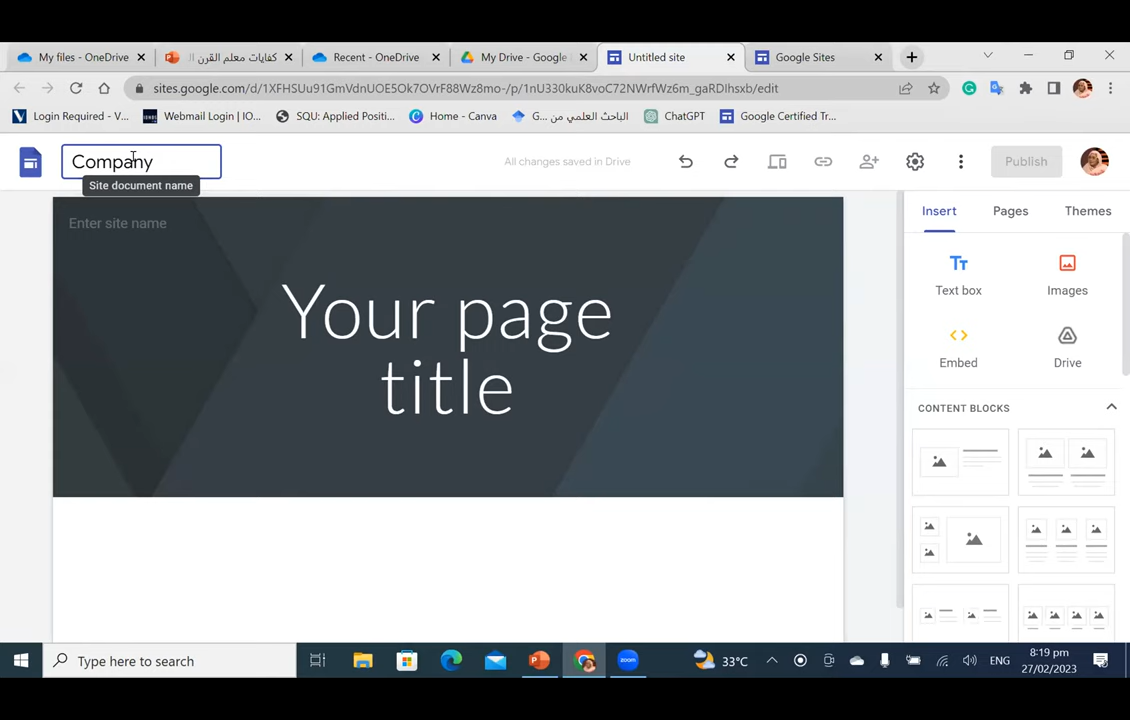 My files - OneDrive
كفايات معلم القرن ال
Recent - OneDrive
My Drive - Google
Untitled site
Google Sites
sites.google.com/d/1XFHSUu91GmVdnUOE5Ok7OVrF88Wz8mo-/p/1nU330kuK8voC72NWrfWz6m_gaRDIhsxb/edit
Login Required - V...
Webmail Login | IO...
SQU: Applied Positi...
Home - Canva
الباحث العلمي من G...
ChatGPT
Google Certified Tr...
Company
All changes saved in Drive
Publish
Site document name
Enter site name
Insert
Pages
Themes
Your page
title
Text box
Images
Embed
Drive
CONTENT BLOCKS
Type here to search
33°C
ENG
8:19 pm
27/02/2023